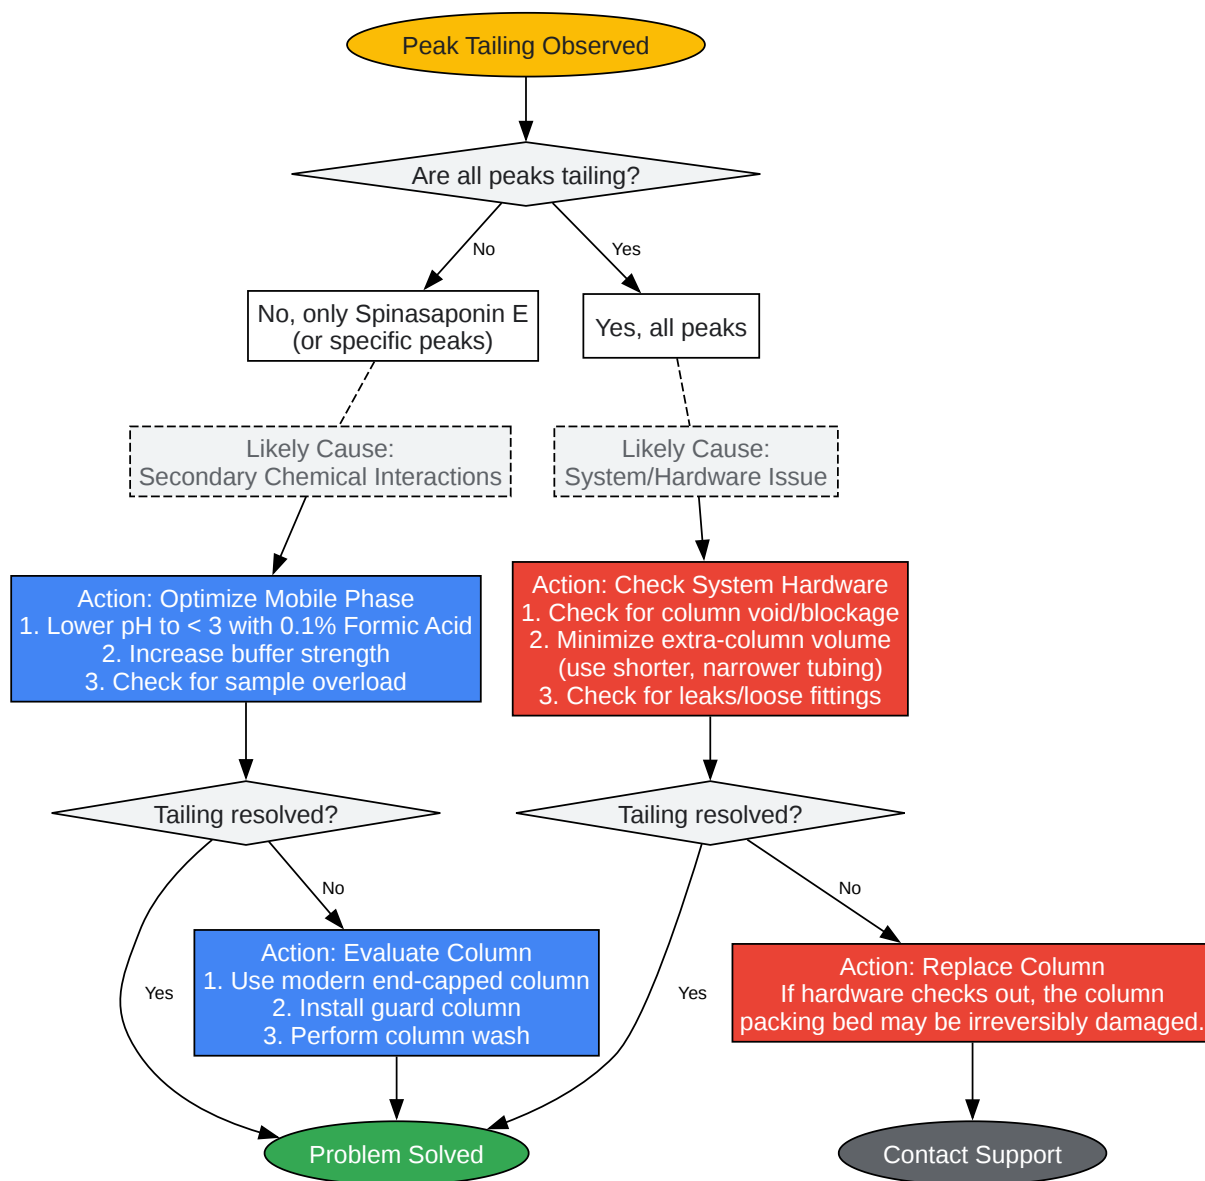 Peak Tailing Observed
Are all peaks tailing?
No
Yes
No, only Spinasaponin E
(or specific peaks)
Yes, all peaks
Likely Cause:
Secondary Chemical Interactions
Likely Cause:
System/Hardware Issue
Action: Optimize Mobile Phase
1. Lower pH to < 3 with 0.1% Formic Acid
2. Increase buffer strength
3. Check for sample overload
Action: Check System Hardware
1. Check for column void/blockage
2. Minimize extra-column volume
(use shorter, narrower tubing)
3. Check for leaks/loose fittings
Tailing resolved?
Tailing resolved?
No
No
Yes
Action: Evaluate Column
1. Use modern end-capped column
2. Install guard column
3. Perform column wash
Yes
Action: Replace Column
If hardware checks out, the column
packing bed may be irreversibly damaged.
Problem Solved
Contact Support